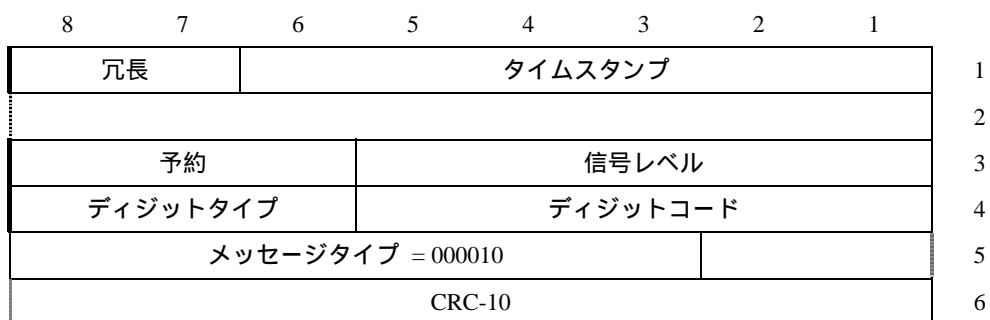 8 7 6 5 4 3 2 1
冗長 タイムスタンプ 1
2
予約 信号レベル 3
ディジットタイプ ディジットコード 4
メッセージタイプ = 000010 5
CRC-10 6